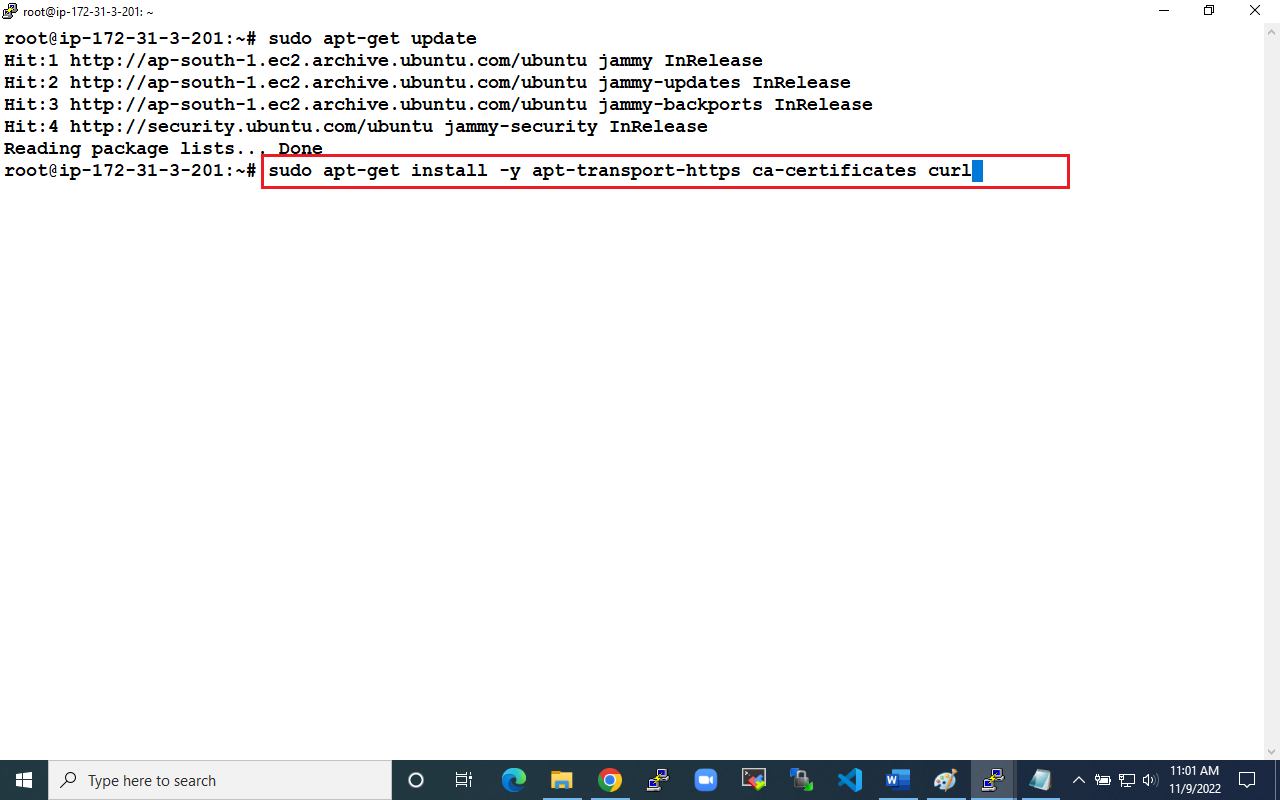 root@ip-172-31-3-201: ~
root@ip-172-31-3-201:~# sudo apt-get update
Hit:1 http://ap-south-1.ec2.archive.ubuntu.com/ubuntu jammy InRelease
Hit:2 http://ap-south-1.ec2.archive.ubuntu.com/ubuntu jammy-updates InRelease
Hit:3 http://ap-south-1.ec2.archive.ubuntu.com/ubuntu jammy-backports InRelease
Hit:4 http://security.ubuntu.com/ubuntu jammy-security InRelease
Reading package lists... Done
root@ip-172-31-3-201:~# sudo apt-get install -y apt-transport-https ca-certificates curl
Type here to search
11:01 AM
11/9/2022